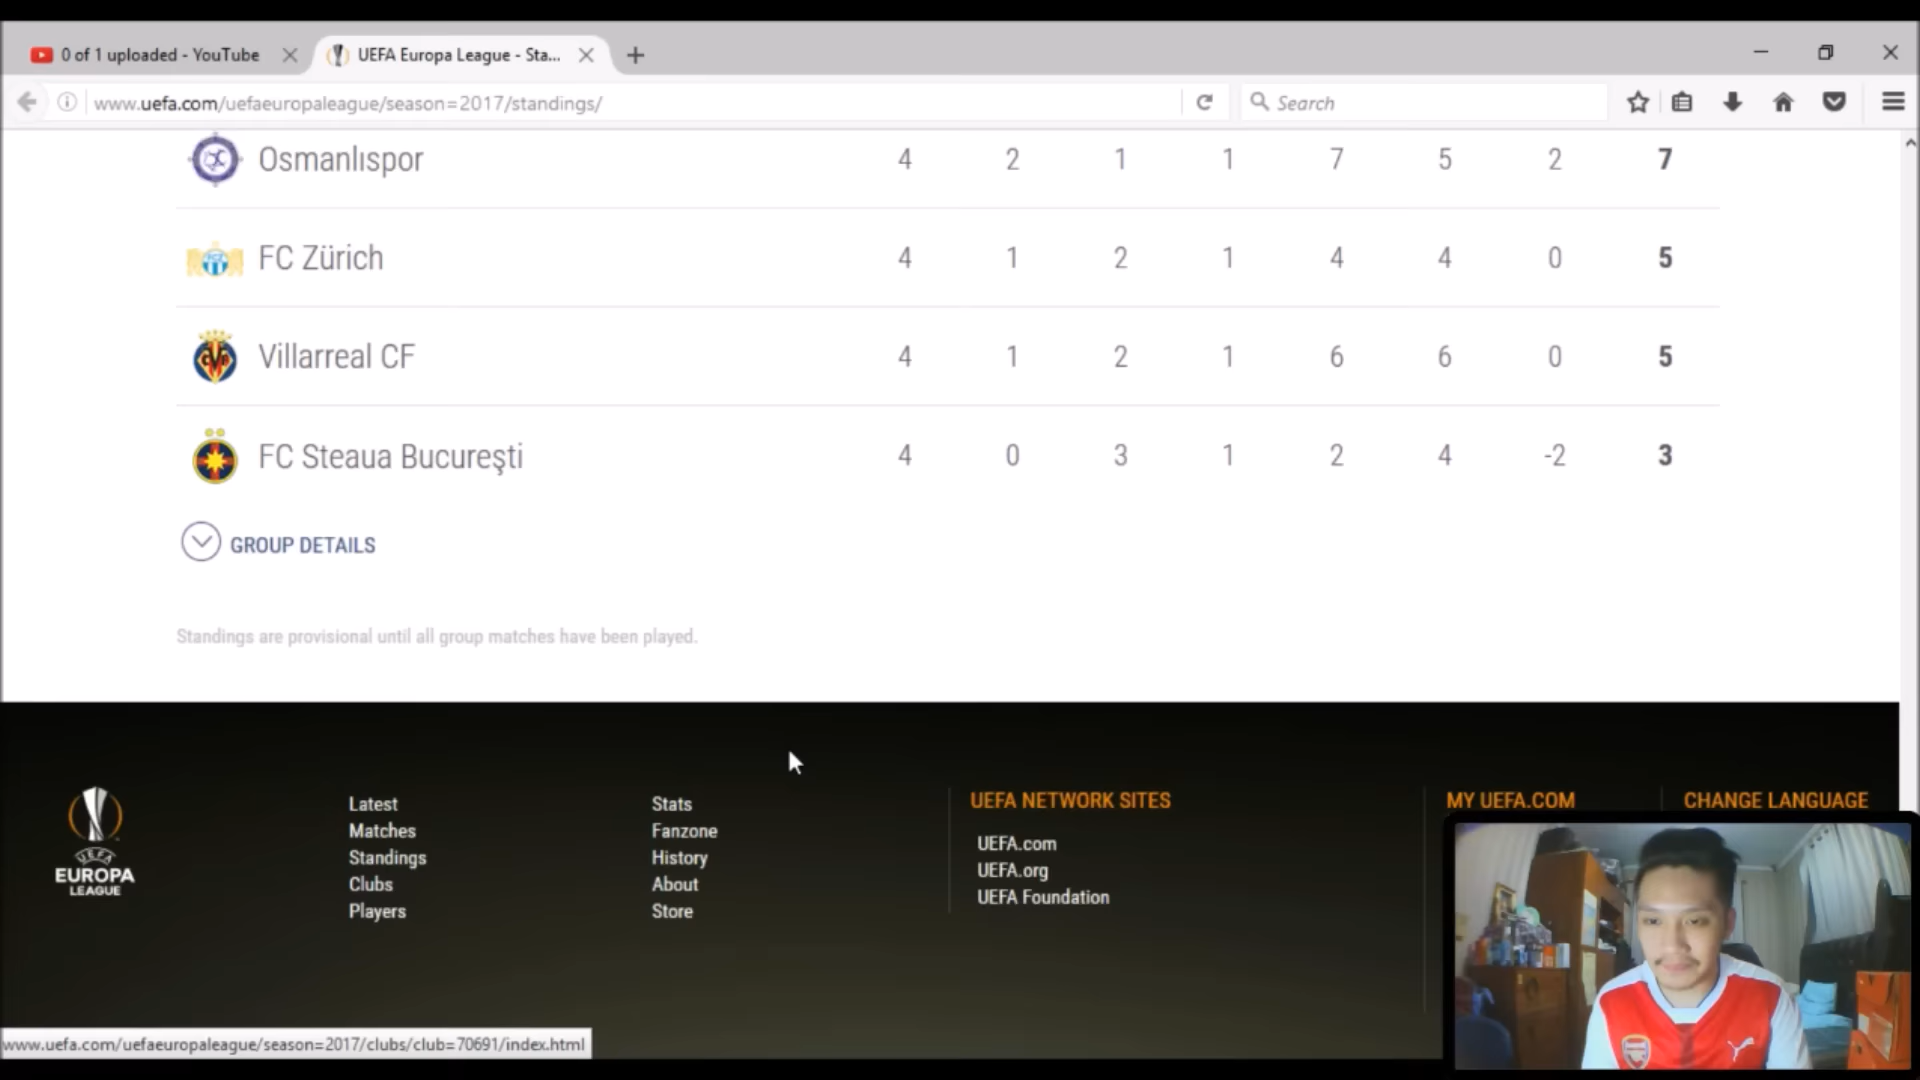 0 of 1 uploaded - YouTube
UEFA Europa League - Sta...
www.uefa.com/uefaeuropaleague/season=2017/standings/
Search
Osmanlıspor 4 2 1 1 7 5 2 7
FC Zürich 4 1 2 1 4 4 0 5
Villarreal CF 4 1 2 1 6 6 0 5
FC Steaua Bucureşti 4 0 3 1 2 4 -2 3
GROUP DETAILS
Standings are provisional until all group matches have been played.
UEFA
EUROPA
LEAGUE
Latest
Matches
Standings
Clubs
Players
Stats
Fanzone
History
About
Store
UEFA NETWORK SITES
UEFA.com
UEFA.org
UEFA Foundation
MY UEFA.COM
CHANGE LANGUAGE
www.uefa.com/uefaeuropaleague/season=2017/clubs/club=70691/index.html